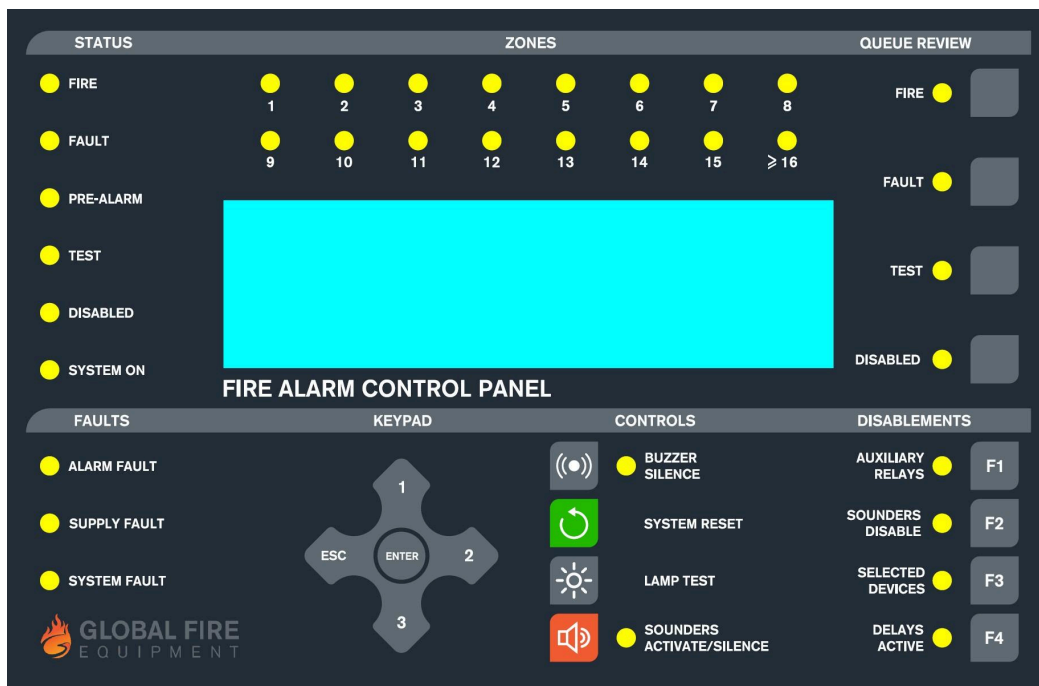 STATUS
ZONES
QUEUE REVIEW
FIRE
FAULT
PRE-ALARM
TEST
DISABLED
SYSTEM ON
1 2 3 4 5 6 7 8
9 10 11 12 13 14 15 ⩾16
FIRE
FAULT
TEST
DISABLED
FIRE ALARM CONTROL PANEL
FAULTS
KEYPAD
CONTROLS
DISABLEMENTS
ALARM FAULT
SUPPLY FAULT
SYSTEM FAULT
GLOBAL FIRE
EQUIPMENT
1
ESC ENTER 2
3
BUZZER
SILENCE
SYSTEM RESET
LAMP TEST
SOUNDERS
ACTIVATE/SILENCE
AUXILIARY
RELAYS
F1
SOUNDERS
DISABLE
F2
SELECTED
DEVICES
F3
DELAYS
ACTIVE
F4